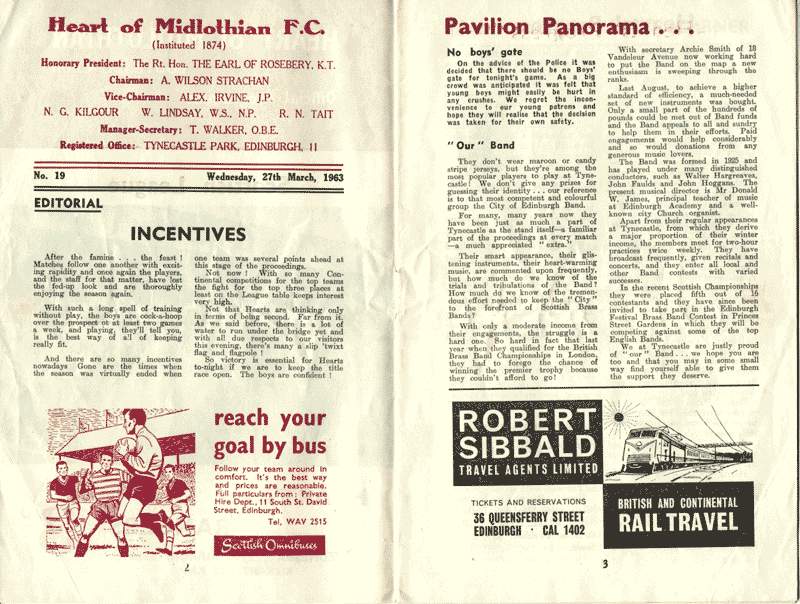 Heart of Midlothian F.C.
(Instituted 1874)
Honorary President: The Rt. Hon. THE EARL OF ROSEBERY, K.T.
Chairman: A. WILSON STRACHAN
Vice-Chairman: ALEX. IRVINE, J.P.
N. G. KILGOUR W. LINDSAY, W.S., N.P. R. N. TAIT
Manager-Secretary: T. WALKER, O.B.E.
Registered Office: TYNECASTLE PARK, EDINBURGH, 11
No. 19 Wednesday, 27th March, 1963
EDITORIAL
INCENTIVES
After the famine . . . the feast !
Matches follow one another with exist-
ing rapidity and once again the players,
and the staff for that matter, have lost
the fed-up look and are thoroughly
enjoying the season again.
With such a long spell of training
without play, the boys are cock-a-hoop
over the prospect of at least two games
a week, and playing, they'll tell you,
is the best way of all of keeping
really fit.
And there are so many incentives
nowadays Gone are the times when
the season was virtually ended when
one team was several points ahead at
this stage of the proceedings.
Not now ! With so many Con-
tinental competitions for the top teams
the fight for the top three places at
least on the League table keeps interest
very high.
Not that Hearts are thinking only
in terms of being second. Far from it.
As we said before, there is a lot of
water to run under the bridge yet and
with all due respects to our visitors
this evening, there's many a slip 'twixt
flag and flagpole !
So victory is essential for Hearts
to-night if we are to keep the title
race open. The boys are confident !
reach your
goal by bus
Follow your team around in
comfort. It's the best way
and prices are reasonable.
Full particulars from: Private
Hire Dept., 11 South St. David
Street, Edinburgh.
Tel, WAV 2515
Scottish Omnibuses
2
Pavilion Panorama . . .
No boys' gate
On the advice of the Police it was
decided that there should be no Boys'
gate for tonight's game. As a big
crowd was anticipated it was felt that
young boys might easily be hurt in
any crushes. We regret the incon-
venience to our young patrons and
hope they will realise that the decision
was taken for their own safety.
"Our" Band
They don't wear maroon or candy
stripe jerseys, but they're among the
most popular players to play at Tyne-
castle! We don't give any prizes for
guessing their identity . . . our reference
is to that most competent and colourful
group the City of Edinburgh Band.
For many, many years now they
have been just as much a part of
Tynecastle as the stand itself—a familiar
part of the proceedings at every match
—a much appreciated "extra."
Their smart appearance, their glis-
tening instruments, their heart-warming
music, are commented upon frequently,
but how much do we know of the
trials and tribulations of the Band?
How much do we know of the tremen-
dous effort needed to keep the "City"
to the forefront of Scottish Brass
Bands?
With only a moderate income from
their engagements, the struggle is a
hard one. So hard in fact that last
year when they qualified for the British
Brass Band Championships in London,
they had to forego the chance of
winning the premier trophy because
they couldn't afford to go!
With secretary Archie Smith of 18
Vandeleur Avenue now working hard
to put the Band on the map a new
enthusiasm is sweeping through the
ranks.
Last August, to achieve a higher
standard of efficiency, a much-needed
set of new instruments was bought.
Only a small part of the hundreds of
pounds could be met out of Band funds
and the Band appeals to all and sundry
to help them in their efforts. Paid
engagements would help considerably
and so would donations from any
generous music lovers.
The Band was formed in 1925 and
has played under many distinguished
conductors, such as Walter Hargreaves,
John Faulds and John Hoggans. The
present musical director is Mr Donald
W. James, principal teacher of music
at Edinburgh Academy and a well-
known city Church organist.
Apart from their regular appearances
at Tynecastle, from which they derive
a major proportion of their winter
income, the members meet for two-hour
practices twice weekly. They have
broadcast frequently, given recitals and
concerts, and they enter all local and
other Band contests with varied
successes.
In the recent Scottish Championships
they were placed fifth out of 16
contestants and they have since been
invited to take part in the Edinburgh
Festival Brass Band Contest in Princes
Street Gardens in which they will be
competing against some of the top
English Bands.
We at Tynecastle are justly proud
of "our" Band . . . we hope you are
too and that you may in some small
way find yourself able to give them
the support they deserve.
ROBERT
SIBBALD
TRAVEL AGENTS LIMITED
TICKETS AND RESERVATIONS
36 QUEENSFERRY STREET
EDINBURGH · CAL 1402
BRITISH AND CONTINENTAL
RAIL TRAVEL
3